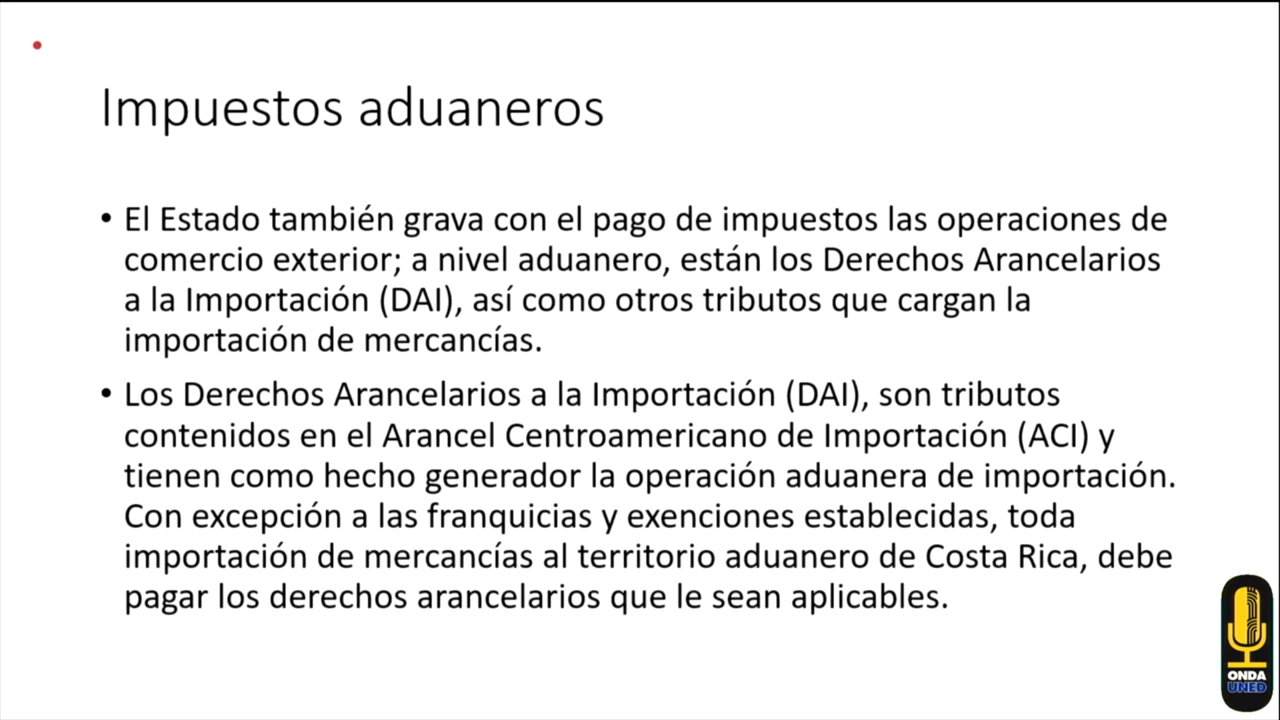 Impuestos aduaneros
• El Estado también grava con el pago de impuestos las operaciones de
comercio exterior; a nivel aduanero, están los Derechos Arancelarios
a la Importación (DAI), así como otros tributos que cargan la
importación de mercancías.
• Los Derechos Arancelarios a la Importación (DAI), son tributos
contenidos en el Arancel Centroamericano de Importación (ACI) y
tienen como hecho generador la operación aduanera de importación.
Con excepción a las franquicias y exenciones establecidas, toda
importación de mercancías al territorio aduanero de Costa Rica, debe
pagar los derechos arancelarios que le sean aplicables.
ONDA
UNED